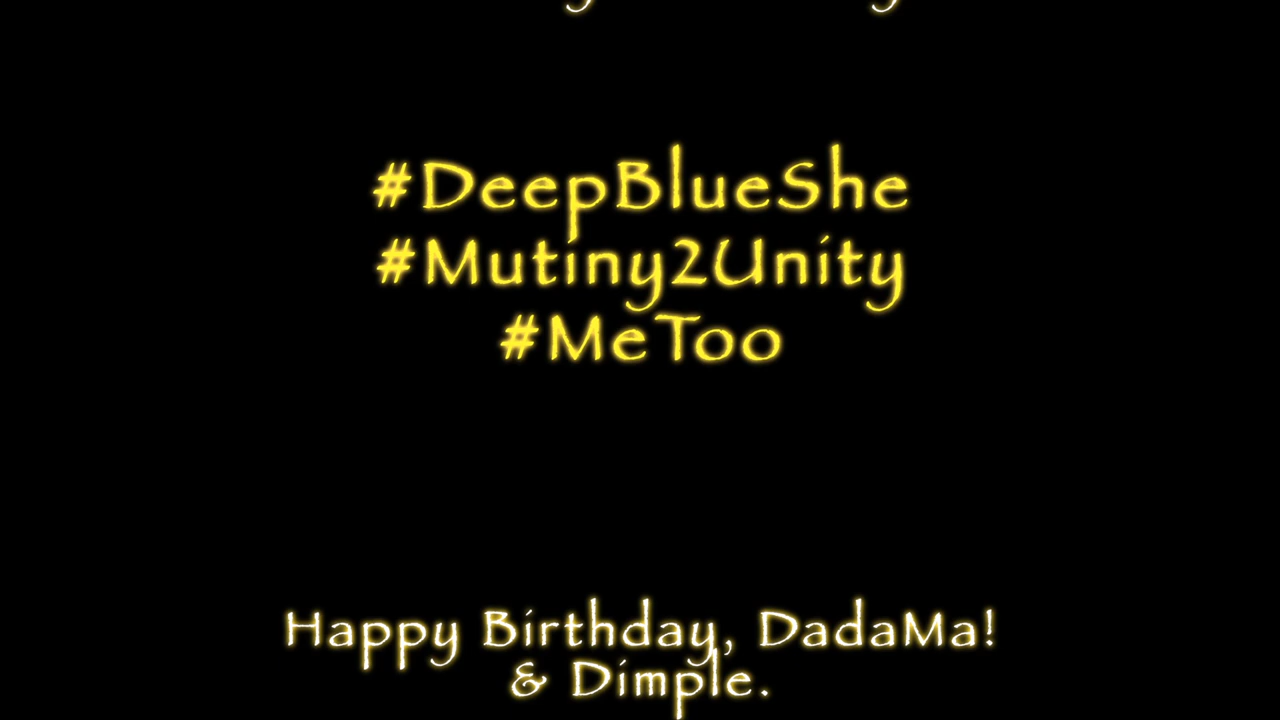 #DeepBlueShe
#Mutiny2Unity
#MeToo
Happy Birthday, DadaMa!
& Dimple.